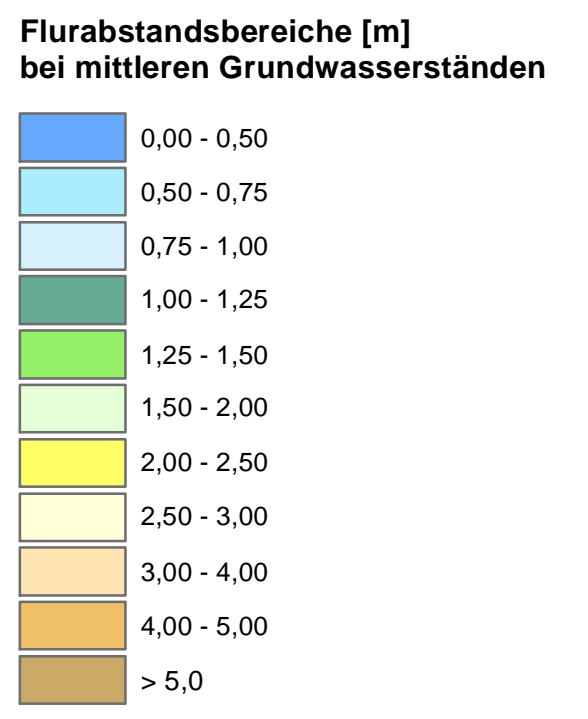 Flurabstandsbereiche [m]
bei mittleren Grundwasserständen
0,00 - 0,50
0,50 - 0,75
0,75 - 1,00
1,00 - 1,25
1,25 - 1,50
1,50 - 2,00
2,00 - 2,50
2,50 - 3,00
3,00 - 4,00
4,00 - 5,00
> 5,0